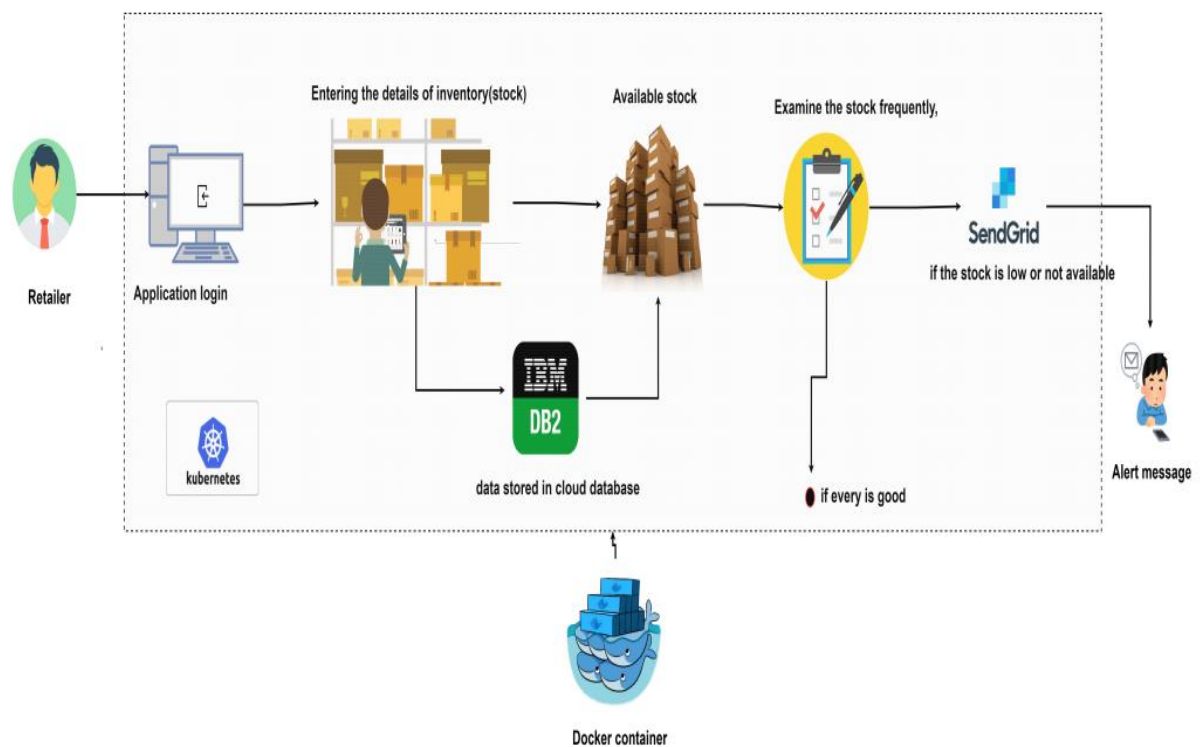 Entering the details of inventory(stock)
Available stock
Examine the stock frequently,
SendGrid
if the stock is low or not available
Retailer
Application login
IBM
DB2
kubernetes
data stored in cloud database
if every is good
Alert message
Docker container